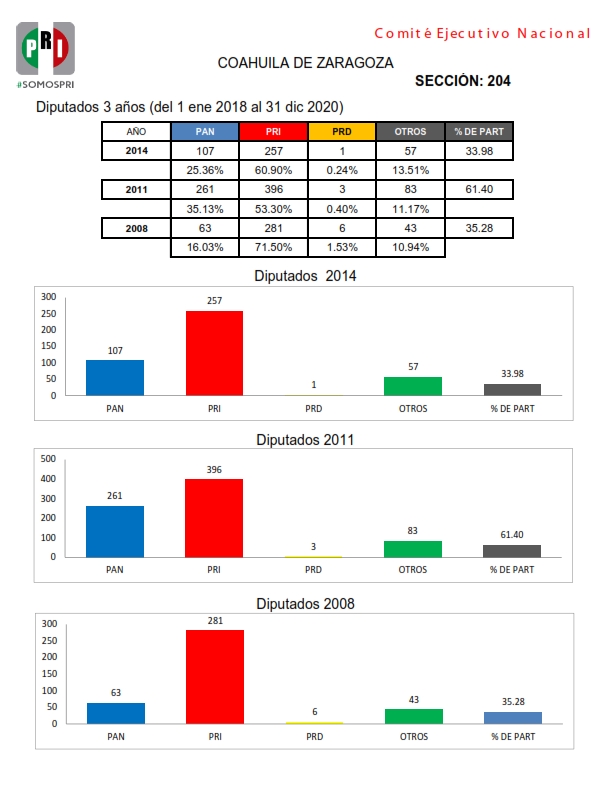 Comité Ejecutivo Nacional
PRI
#SOMOSPRI
COAHUILA DE ZARAGOZA
SECCIÓN: 204
Diputados 3 años (del 1 ene 2018 al 31 dic 2020)
AÑO PAN PRI PRD OTROS % DE PART
2014 107 257 1 57 33.98
25.36% 60.90% 0.24% 13.51%
2011 261 396 3 83 61.40
35.13% 53.30% 0.40% 11.17%
2008 63 281 6 43 35.28
16.03% 71.50% 1.53% 10.94%
Diputados 2014
300
250
200
150
100
50
0
107 257 1 57 33.98
PAN PRI PRD OTROS % DE PART
Diputados 2011
500
400
300
200
100
0
261 396 3 83 61.40
PAN PRI PRD OTROS % DE PART
Diputados 2008
300
250
200
150
100
50
0
63 281 6 43 35.28
PAN PRI PRD OTROS % DE PART